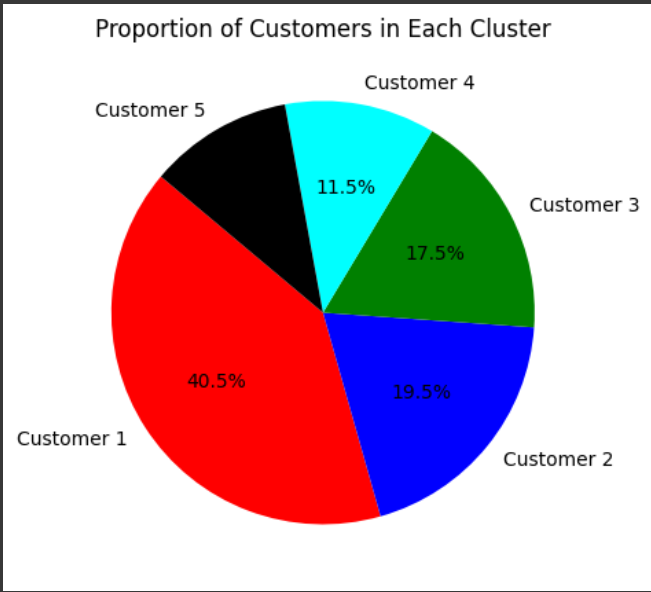 Proportion of Customers in Each Cluster
Customer 4
Customer 5
11.5%
Customer 3
17.5%
40.5%
19.5%
Customer 1
Customer 2